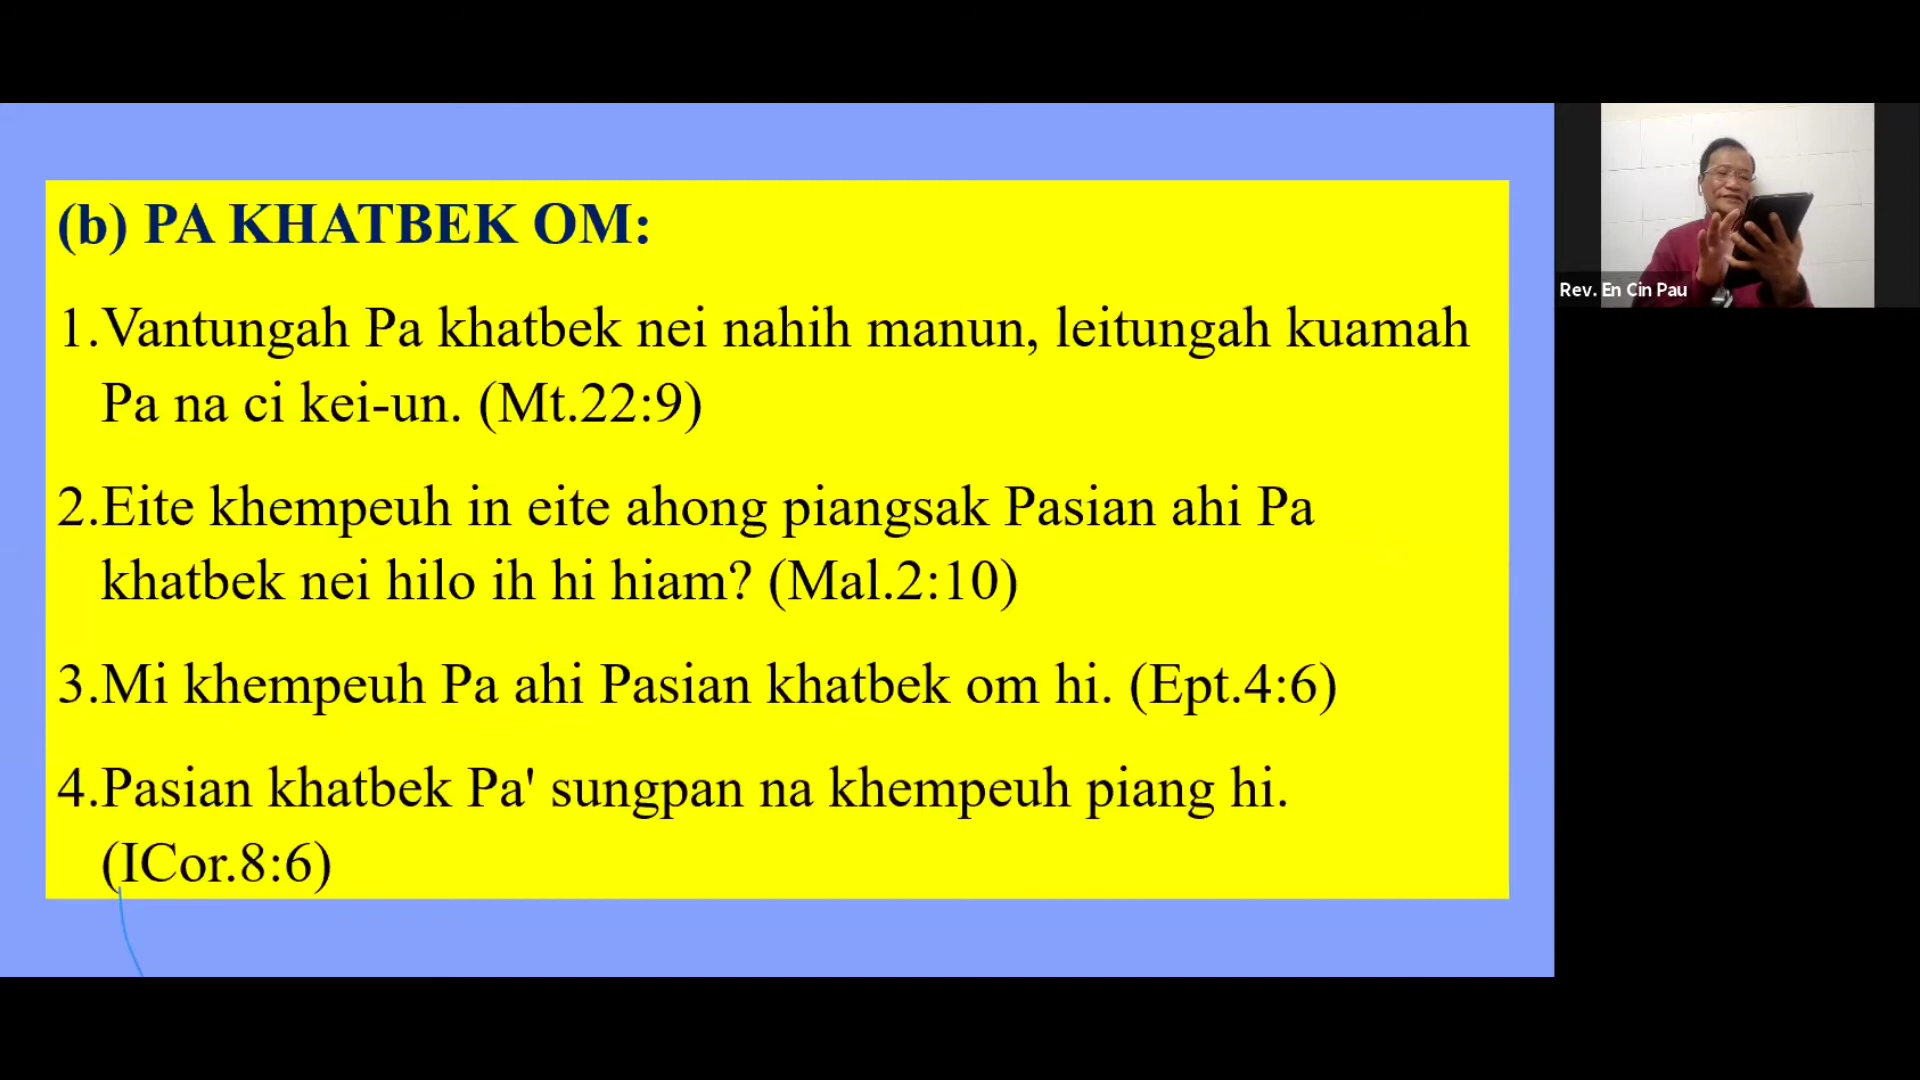 (b) PA KHATBEK OM:
1.Vantungah Pa khatbek nei nahih manun, leitungah kuamah
Pa na ci kei-un. (Mt.22:9)
2.Eite khempeuh in eite ahong piangsak Pasian ahi Pa
khatbek nei hilo ih hi hiam? (Mal.2:10)
3.Mi khempeuh Pa ahi Pasian khatbek om hi. (Ept.4:6)
4.Pasian khatbek Pa' sungpan na khempeuh piang hi.
(ICor.8:6)
Rev. En Cin Pau